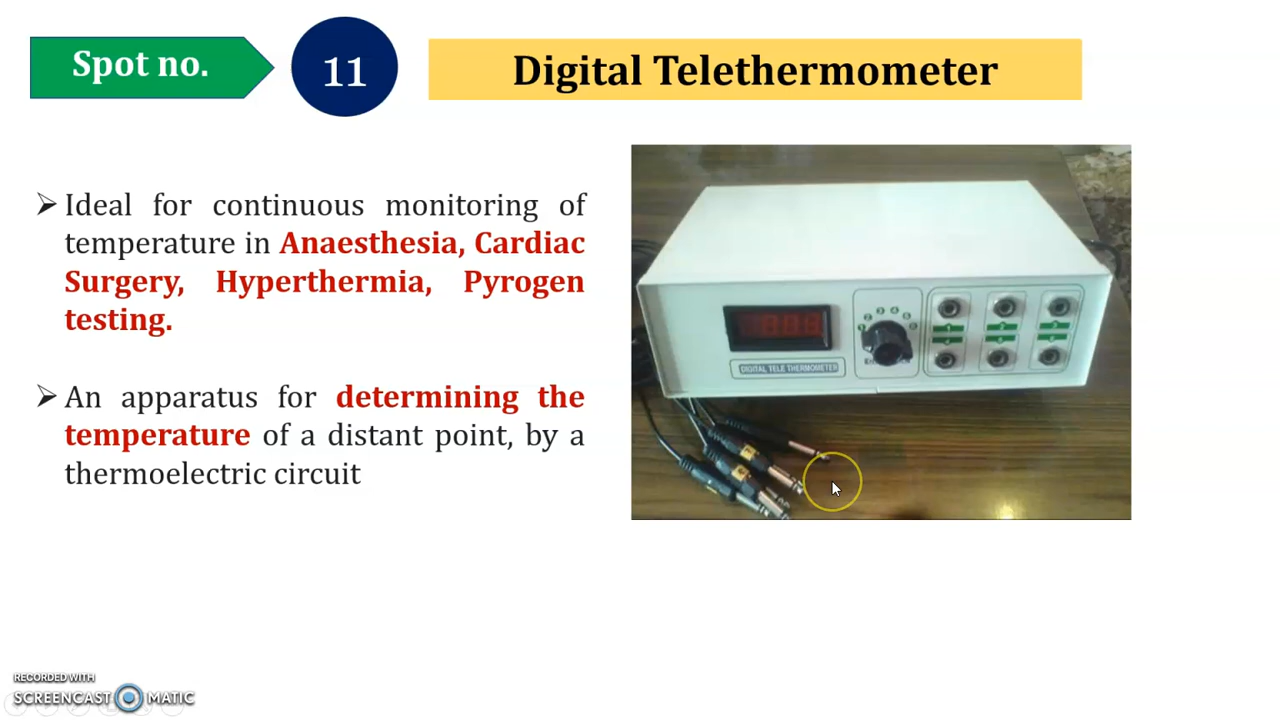 Spot no.
11
Digital Telethermometer
Ideal for continuous monitoring of
temperature in Anaesthesia, Cardiac
Surgery, Hyperthermia, Pyrogen
testing.
An apparatus for determining the
temperature of a distant point, by a
thermoelectric circuit
DIGITAL TELE THERMOMETER
RECORDED WITH
SCREENCAST MATIC